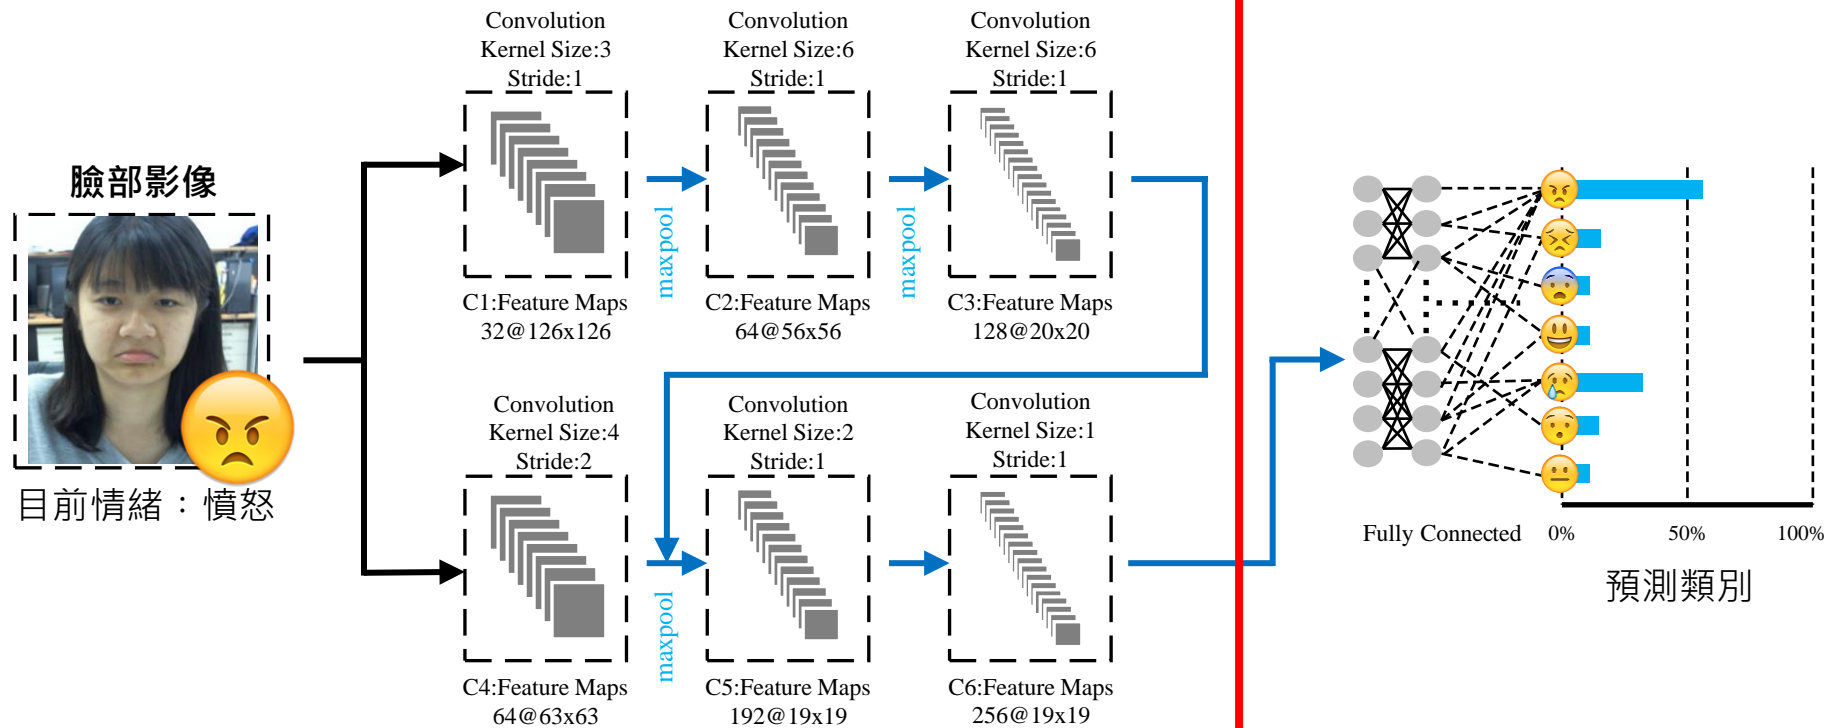 臉部影像
目前情緒：憤怒
Convolution
Kernel Size:3
Stride:1
C1:Feature Maps
32@126x126
maxpool
Convolution
Kernel Size:6
Stride:1
C2:Feature Maps
64@56x56
maxpool
Convolution
Kernel Size:6
Stride:1
C3:Feature Maps
128@20x20
Convolution
Kernel Size:4
Stride:2
C4:Feature Maps
64@63x63
maxpool
Convolution
Kernel Size:2
Stride:1
C5:Feature Maps
192@19x19
Convolution
Kernel Size:1
Stride:1
C6:Feature Maps
256@19x19
Fully Connected
0%
50%
100%
預測類別